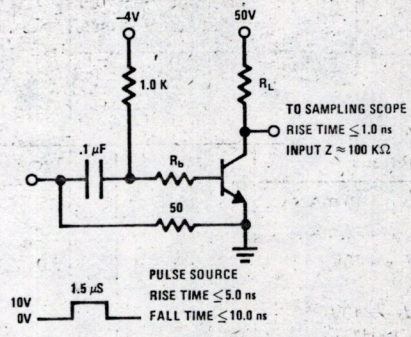 –4V
50V
1.0 K
RL
TO SAMPLING SCOPE
RISE TIME ≤1.0 ns
INPUT Z ≈ 100 KΩ
.1 μF
Rb
50
PULSE SOURCE
1.5 μS
RISE TIME ≤5.0 ns
10V
0V
FALL TIME ≤10.0 ns